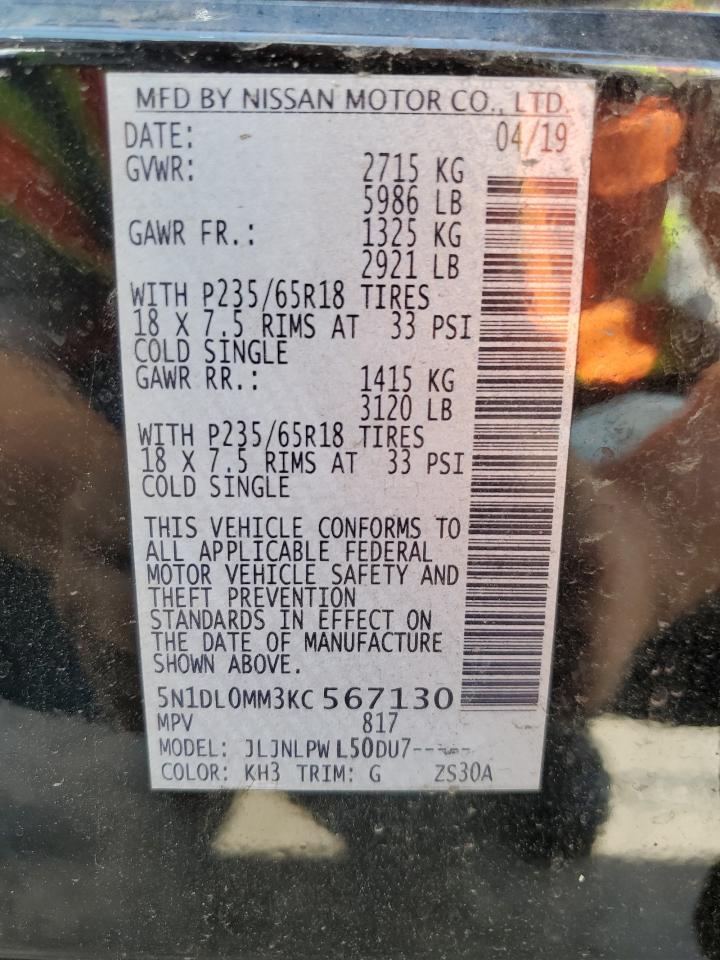 MFD BY NISSAN MOTOR CO., LTD.
DATE: 04/19
GVWR: 2715 KG
5986 LB
GAWR FR.: 1325 KG
2921 LB
WITH P235/65R18 TIRES
18 X 7.5 RIMS AT 33 PSI
COLD SINGLE
GAWR RR.: 1415 KG
3120 LB
WITH P235/65R18 TIRES
18 X 7.5 RIMS AT 33 PSI
COLD SINGLE
THIS VEHICLE CONFORMS TO
ALL APPLICABLE FEDERAL
MOTOR VEHICLE SAFETY AND
THEFT PREVENTION
STANDARDS IN EFFECT ON
THE DATE OF MANUFACTURE
SHOWN ABOVE.
5N1DL0MM3KC567130
MPV 817
MODEL: JLJNLPW L50DU7-----
COLOR: KH3 TRIM: G ZS30A